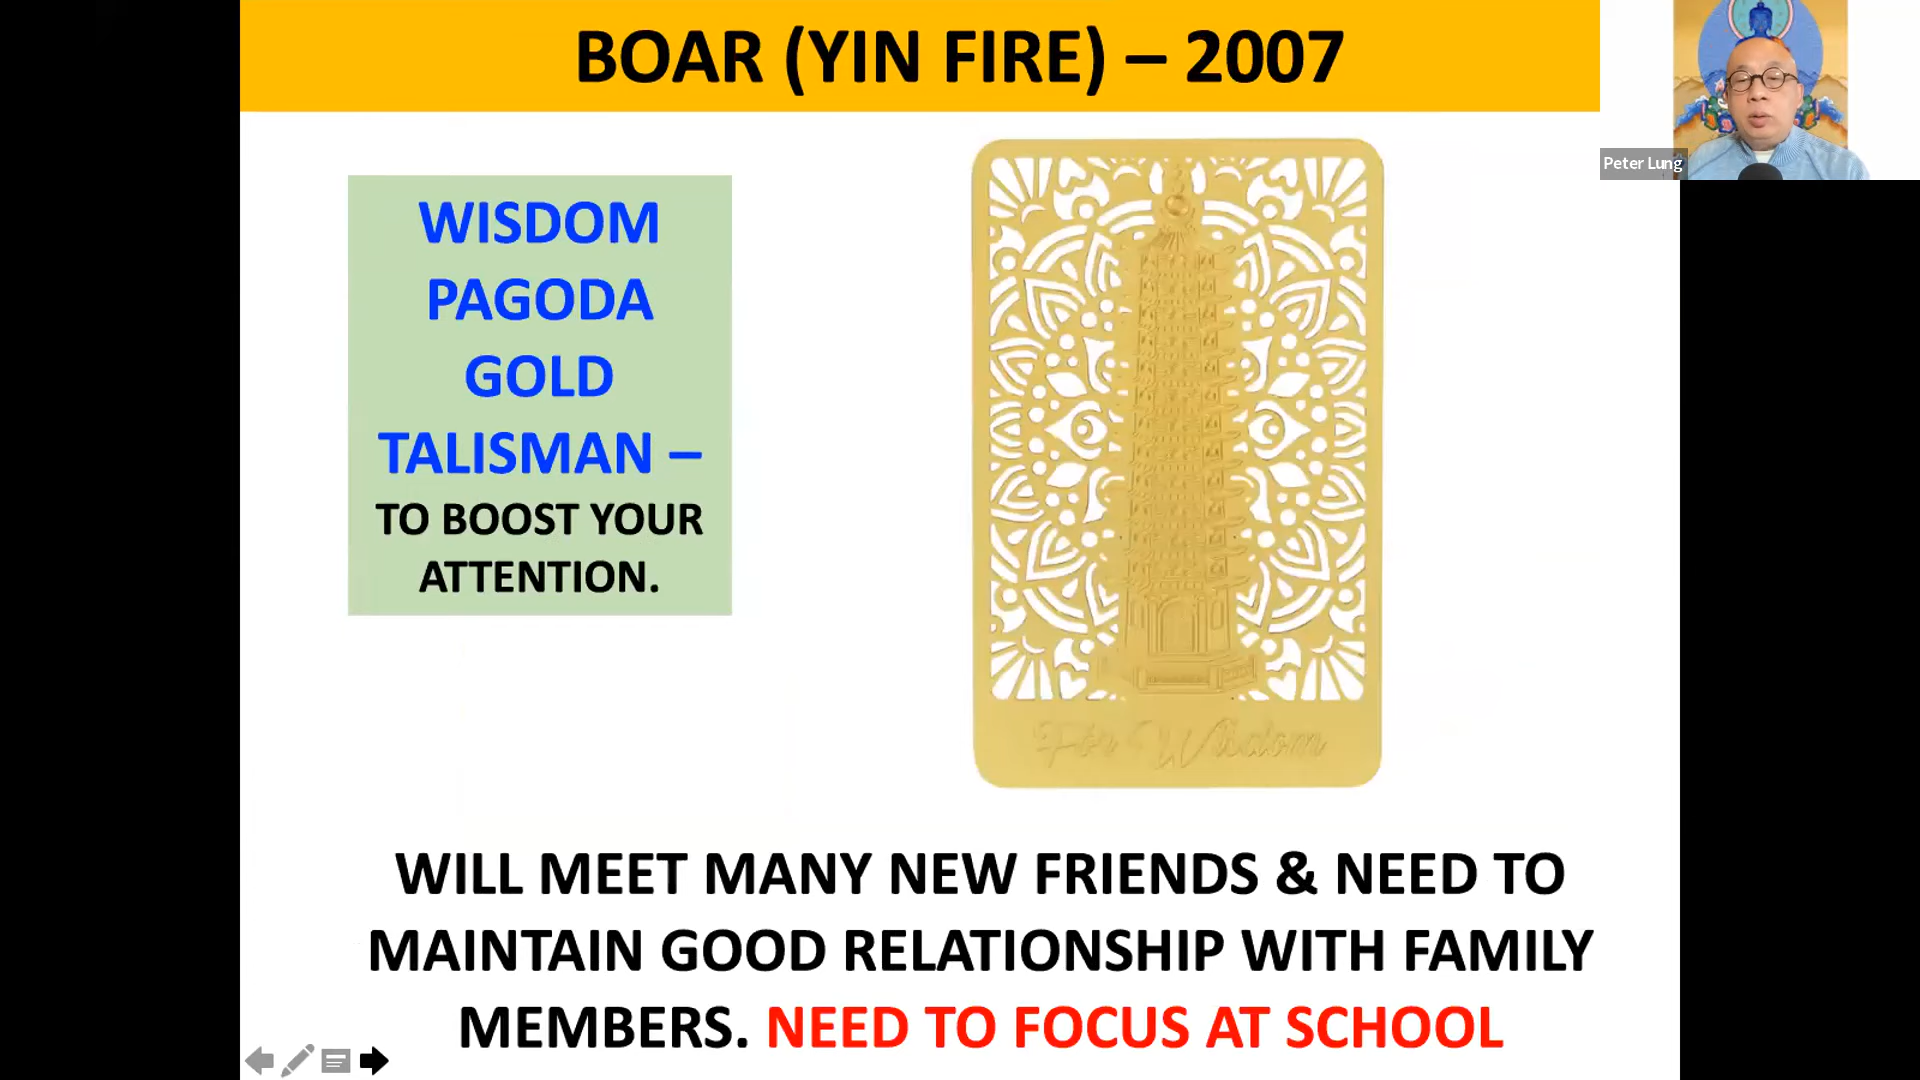 BOAR (YIN FIRE) – 2007
Peter Lung
WISDOM
PAGODA
GOLD
TALISMAN –
TO BOOST YOUR
ATTENTION.
For Wisdom
WILL MEET MANY NEW FRIENDS & NEED TO
MAINTAIN GOOD RELATIONSHIP WITH FAMILY
MEMBERS. NEED TO FOCUS AT SCHOOL